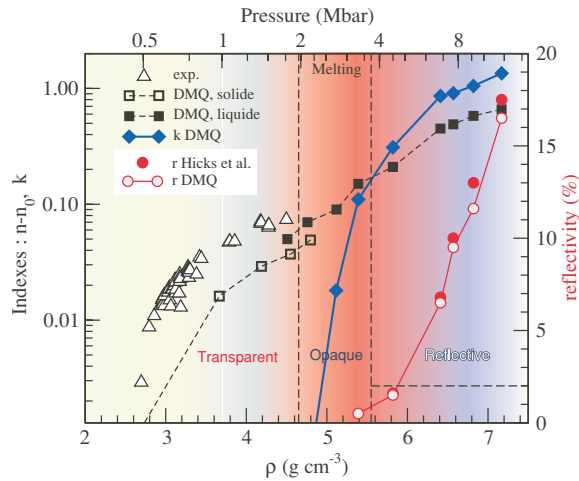 Pressure (Mbar)
0.5 1 2 4 8
Melting
exp.
DMQ, solide
DMQ, liquide
k DMQ
r Hicks et al.
r DMQ
Transparent Opaque Reflective
1.00
0.10
0.01
Indexes : n-n₀, k
20
15
10
5
0
reflectivity (%)
2 3 4 5 6 7
ρ (g cm⁻³)